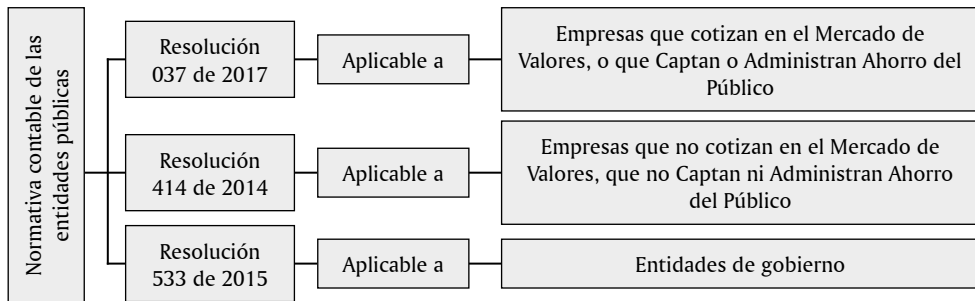 Normativa contable de las
entidades públicas
Resolución
037 de 2017
Aplicable a
Empresas que cotizan en el Mercado de
Valores, o que Captan o Administran Ahorro del
Público
Resolución
414 de 2014
Aplicable a
Empresas que no cotizan en el Mercado de
Valores, que no Captan ni Administran Ahorro
del Público
Resolución
533 de 2015
Aplicable a
Entidades de gobierno